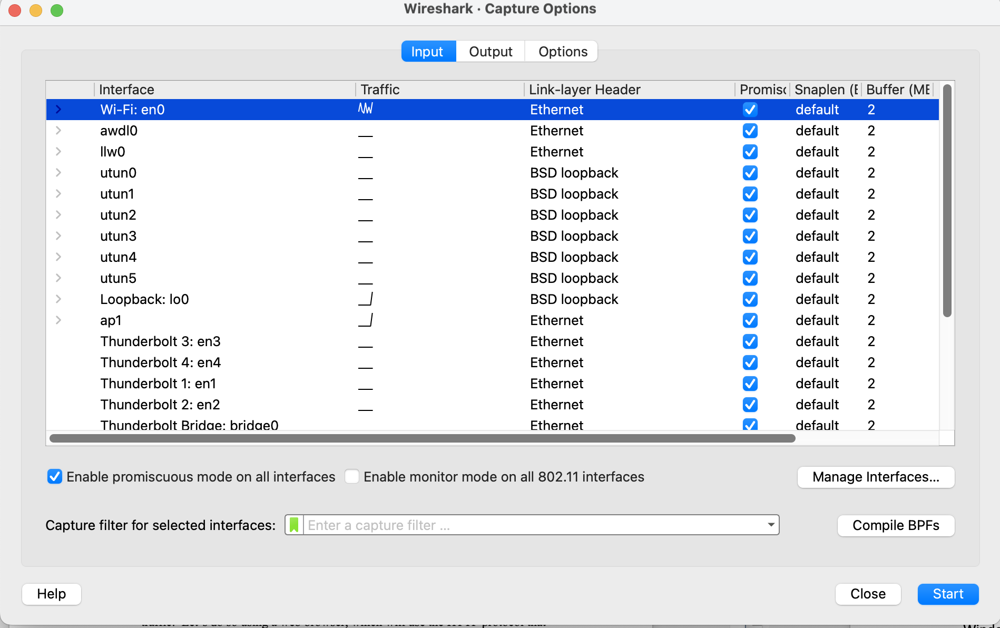 Wireshark · Capture Options
Input Output Options
Interface Traffic Link-layer Header Promisc Snaplen (B Buffer (MB
Wi-Fi: en0 Ethernet default 2
awdl0 Ethernet default 2
llw0 Ethernet default 2
utun0 BSD loopback default 2
utun1 BSD loopback default 2
utun2 BSD loopback default 2
utun3 BSD loopback default 2
utun4 BSD loopback default 2
utun5 BSD loopback default 2
Loopback: lo0 BSD loopback default 2
ap1 Ethernet default 2
Thunderbolt 3: en3 Ethernet default 2
Thunderbolt 4: en4 Ethernet default 2
Thunderbolt 1: en1 Ethernet default 2
Thunderbolt 2: en2 Ethernet default 2
Thunderbolt Bridge: bridge0 Ethernet default 2
Enable promiscuous mode on all interfaces Enable monitor mode on all 802.11 interfaces Manage Interfaces...
Capture filter for selected interfaces: Enter a capture filter ... Compile BPFs
Help Close Start